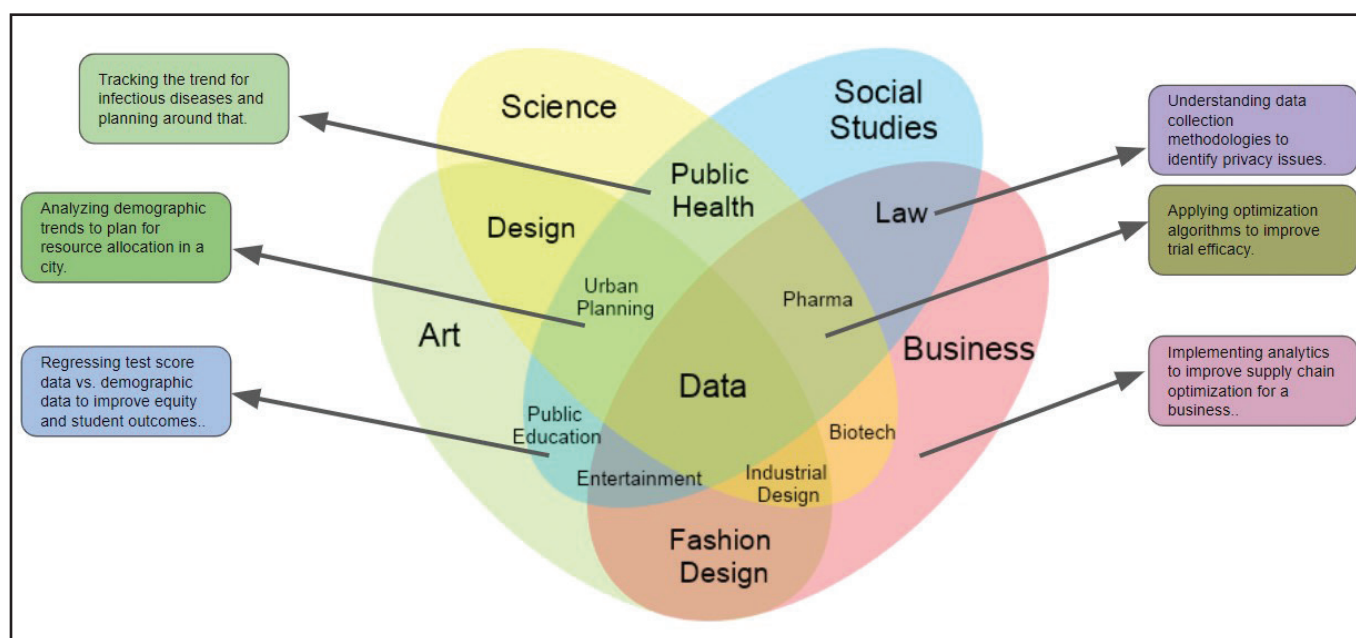 Tracking the trend for
infectious diseases and
planning around that.
Analyzing demographic
trends to plan for
resource allocation in a
city.
Regressing test score
data vs. demographic
data to improve equity
and student outcomes..
Science
Social
Studies
Public
Health
Law
Design
Urban
Planning
Pharma
Art
Business
Data
Public
Education
Biotech
Entertainment
Industrial
Design
Fashion
Design
Understanding data
collection
methodologies to
identify privacy issues.
Applying optimization
algorithms to improve
trial efficacy.
Implementing analytics
to improve supply chain
optimization for a
business..